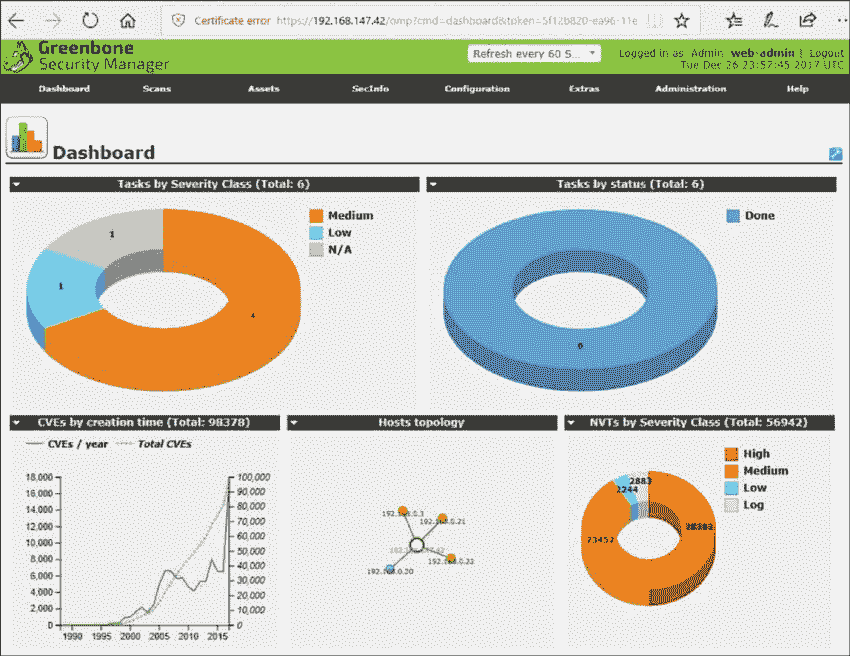 Certificate error https://192.168.147.42/omp?cmd=dashboard&token=5f12b820-ea96-11e
Greenbone
Security Manager
Refresh every 60 S...
Logged in as Admin web-admin | Logout
Tue Dec 26 23:57:45 2017 UTC
Dashboard Scans Assets SecInfo Configuration Extras Administration Help
Dashboard
Tasks by Severity Class (Total: 6)
Medium
Low
N/A
1
1
4
Tasks by status (Total: 6)
Done
6
CVEs by creation time (Total: 98378)
CVEs / year Total CVEs
18,000 100,000
16,000 90,000
14,000 80,000
12,000 70,000
10,000 60,000
8,000 50,000
6,000 40,000
4,000 30,000
2,000 20,000
0 10,000
0
1990 1995 2000 2005 2010 2015
Hosts topology
192.168.0.3
192.168.0.21
192.168.0.22
192.168.0.20
NVTs by Severity Class (Total: 56942)
High
Medium
Low
Log
2883
2244
23452